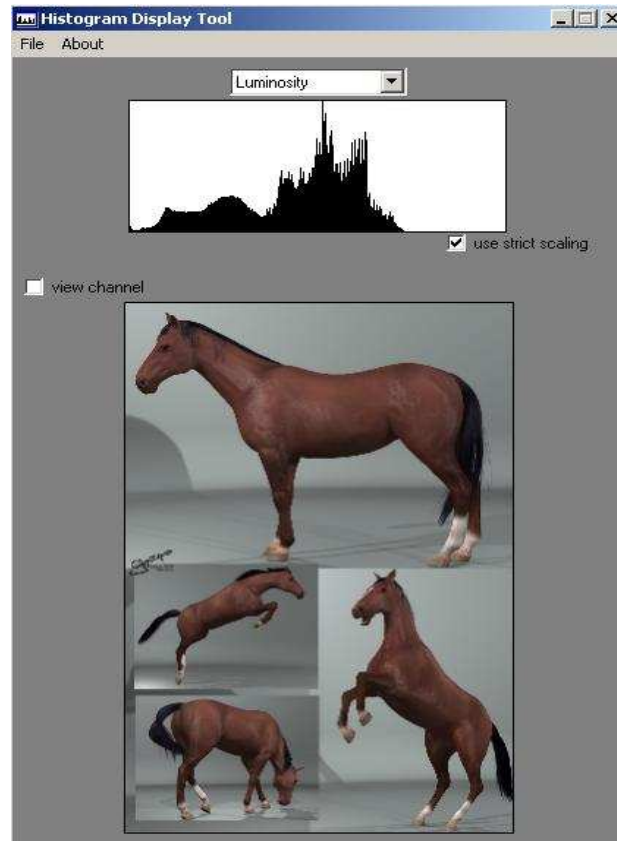 Histogram Display Tool
File About
Luminosity
use strict scaling
view channel